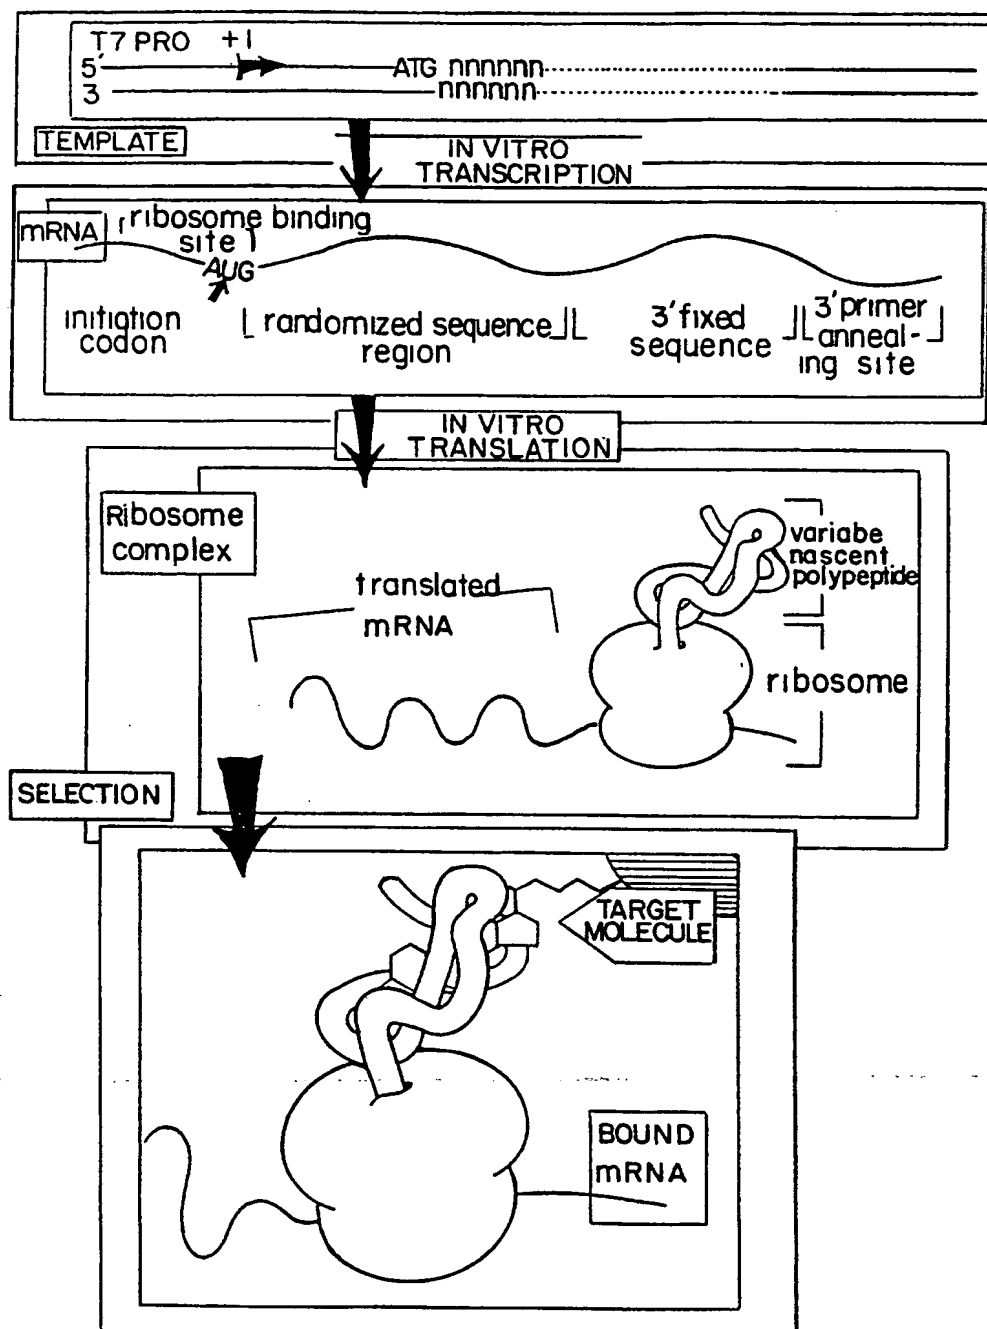 T7 PRO +1
5' ATG nnnnnn
3 nnnnnn
TEMPLATE
IN VITRO
TRANSCRIPTION
mRNA
ribosome binding
site
AUG
initiation
codon
randomized sequence
region
3' fixed
sequence
3' primer
anneal-
ing site
IN VITRO
TRANSLATION
Ribosome
complex
variabe
nascent
polypeptide
translated
mRNA
ribosome
SELECTION
TARGET
MOLECULE
BOUND
mRNA